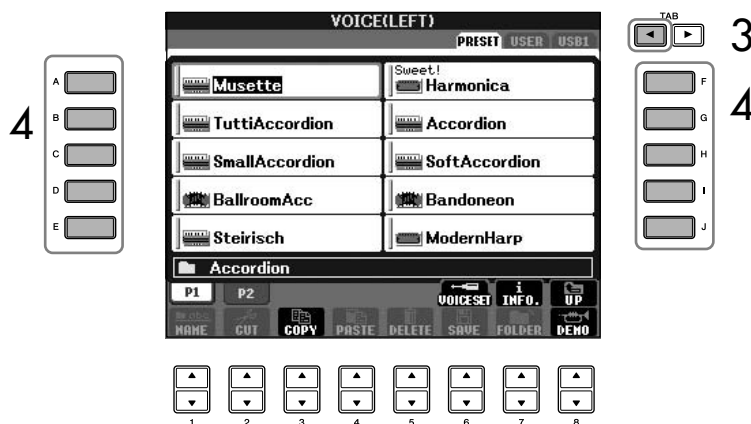 VOICE(LEFT)
TAB
PRESET USER USB1
3
A
Musette
Sweet!
Harmonica
F
4
B
TuttiAccordion
Accordion
G
4
C
SmallAccordion
SoftAccordion
H
D
BallroomAcc
Bandoneon
I
E
Steirisch
ModernHarp
J
Accordion
P1 P2
VOICESET INFO. UP
NAME CUT COPY PASTE DELETE SAVE FOLDER DEMO
1 2 3 4 5 6 7 8